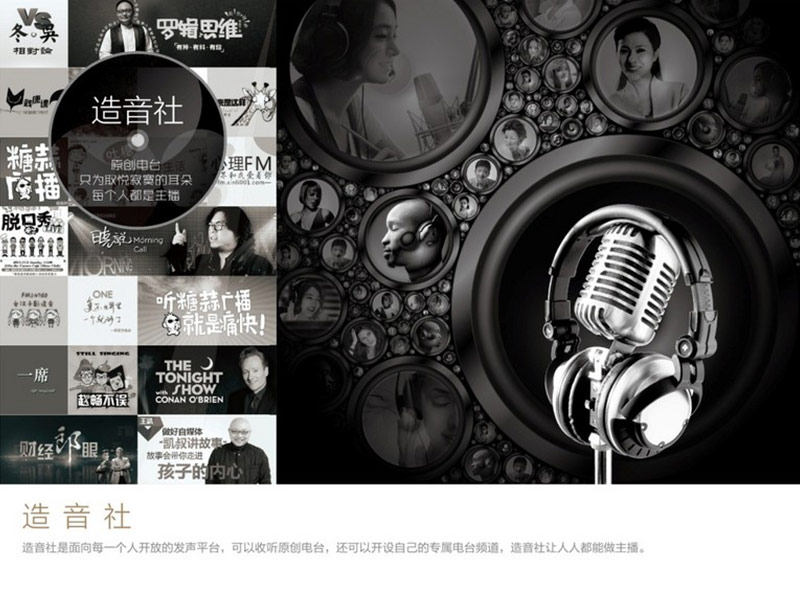 VS
冬·吴
相對論
罗辑思维
「有种·有料·有你」
造音社
原创电台
只为取悦寂寞的耳朵
每个人都是主播
心理FM
糖蒜
广播
脱口秀
晓说 Morning
Call
ONE
听糖蒜广播
就是痛快!
一席
STILL SINGING
赵畅不误
THE
TONIGHT
SHOW
with
CONAN O'BRIEN
财经郎眼
王凯
做好自媒体
-凯叔讲故事-
故事会带你走进
孩子的内心
造音社
造音社是面向每一个人开放的发声平台，可以收听原创电台，还可以开设自己的专属电台频道，造音社让人人都能做主播。